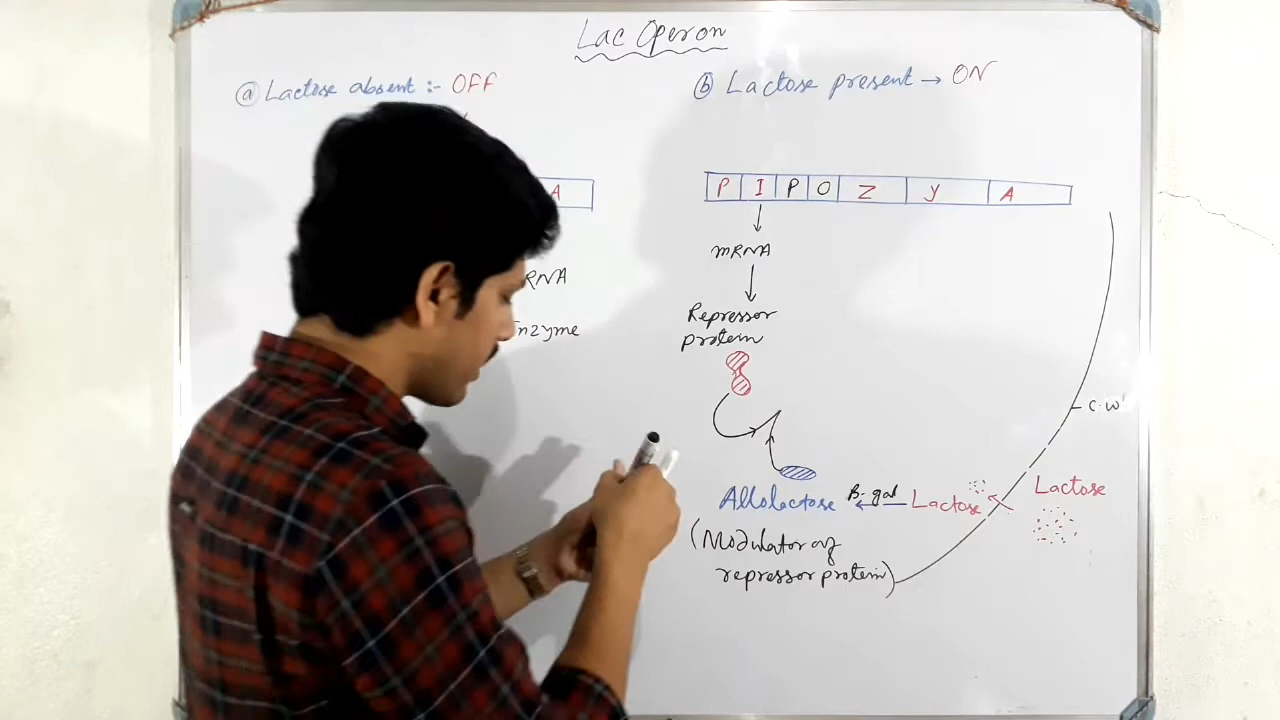 Lac Operon
(a) Lactose absent :- OFF
A
RNA
nzyme
(b) Lactose present → ON
P I P O Z Y A
mRNA
Repressor
protein
C.W
Allolactose β-gal ← Lactose
Lactose
(Modulator of
repressor protein)